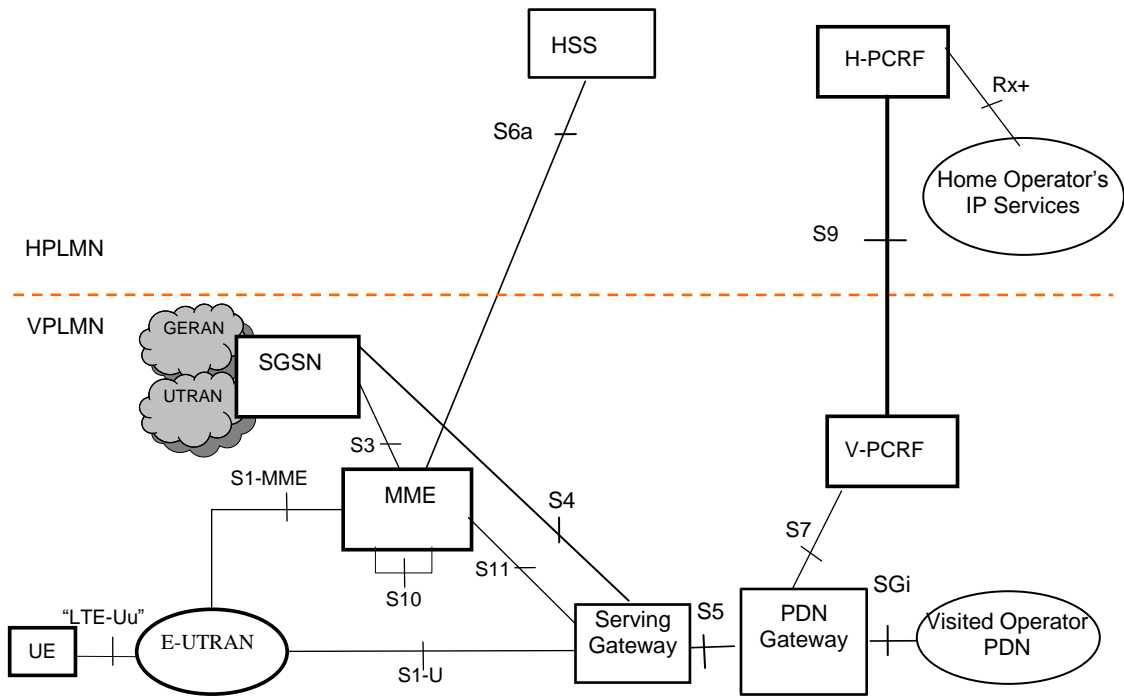 HSS
H-PCRF
Rx+
S6a
Home Operator’s
IP Services
S9
HPLMN
VPLMN
GERAN
SGSN
UTRAN
S3
V-PCRF
S1-MME
MME
S4
S7
S11
S10
SGi
“LTE-Uu”
S5
PDN
Gateway
Serving
Gateway
Visited Operator
PDN
UE
E-UTRAN
S1-U